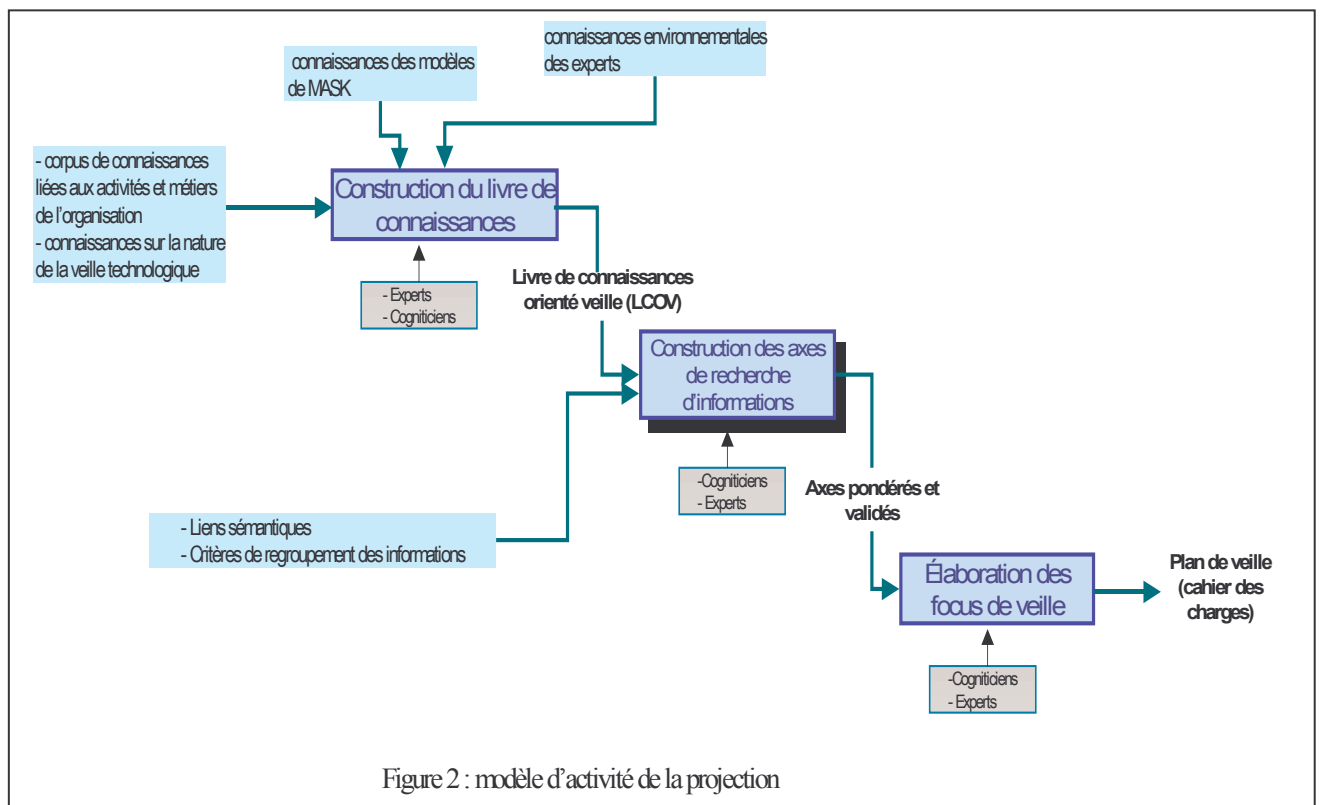 connaissances des modèles
de MASK
connaissances environnementales
des experts
- corpus de connaissances
liées aux activités et métiers
de l'organisation
- connaissances sur la nature
de la veille technologique
Construction du livre de
connaissances
- Experts
- Cogniticiens
Livre de connaissances
orienté veille (LCOV)
Construction des axes
de recherche
d'informations
-Cogniticiens
- Experts
- Liens sémantiques
- Critères de regroupement des informations
Axes pondérés et
validés
Élaboration des
focus de veille
-Cogniticiens
- Experts
Plan de veille
(cahier des
charges)
Figure 2 : modèle d'activité de la projection